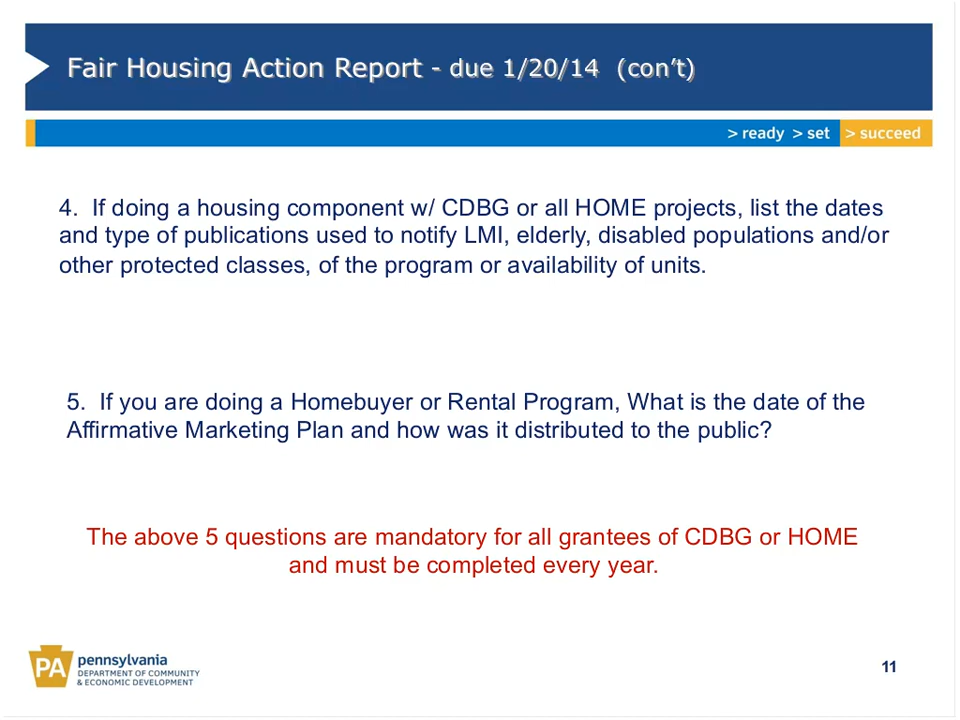 Fair Housing Action Report - due 1/20/14 (con't)
> ready > set > succeed
4. If doing a housing component w/ CDBG or all HOME projects, list the dates
and type of publications used to notify LMI, elderly, disabled populations and/or
other protected classes, of the program or availability of units.
5. If you are doing a Homebuyer or Rental Program, What is the date of the
Affirmative Marketing Plan and how was it distributed to the public?
The above 5 questions are mandatory for all grantees of CDBG or HOME
and must be completed every year.
PA pennsylvania
DEPARTMENT OF COMMUNITY
& ECONOMIC DEVELOPMENT
11